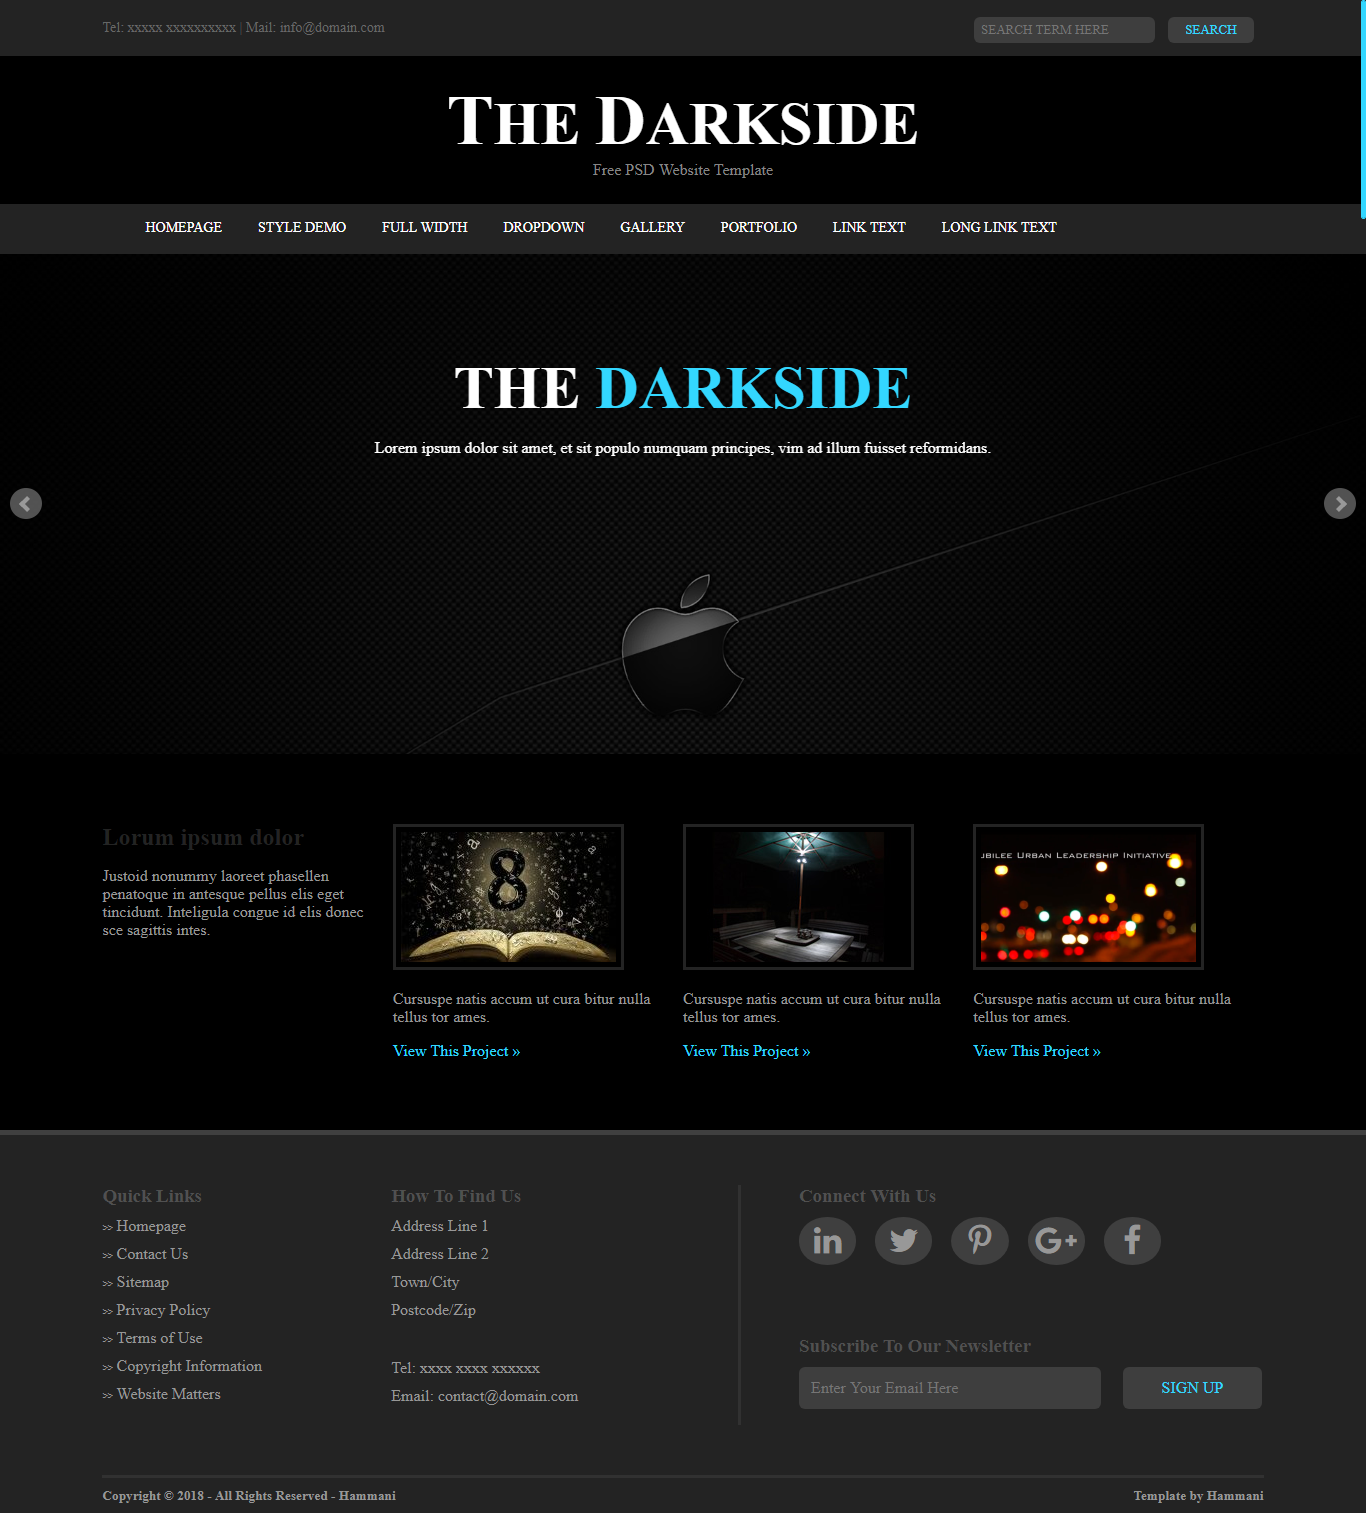 Tel: xxxxx xxxxxxxxxx | Mail: info@domain.com
SEARCH TERM HERE
SEARCH
THE DARKSIDE
Free PSD Website Template
HOMEPAGE STYLE DEMO FULL WIDTH DROPDOWN GALLERY PORTFOLIO LINK TEXT LONG LINK TEXT
THE DARKSIDE
Lorem ipsum dolor sit amet, et sit populo numquam principes, vim ad illum fuisset reformidans.
Lorum ipsum dolor
Justoid nonummy laoreet phasellen
penatoque in antesque pellus elis eget
tincidunt. Inteligula congue id elis donec
sce sagittis intes.
8
Cursuspe natis accum ut cura bitur nulla
tellus tor ames.
View This Project »
Cursuspe natis accum ut cura bitur nulla
tellus tor ames.
View This Project »
JBILEE URBAN LEADERSHIP INITIATIVE
Cursuspe natis accum ut cura bitur nulla
tellus tor ames.
View This Project »
Quick Links
>> Homepage
>> Contact Us
>> Sitemap
>> Privacy Policy
>> Terms of Use
>> Copyright Information
>> Website Matters
How To Find Us
Address Line 1
Address Line 2
Town/City
Postcode/Zip
Tel: xxxx xxxx xxxxxx
Email: contact@domain.com
Connect With Us
in
G+
f
Subscribe To Our Newsletter
Enter Your Email Here
SIGN UP
Copyright © 2018 - All Rights Reserved - Hammani
Template by Hammani